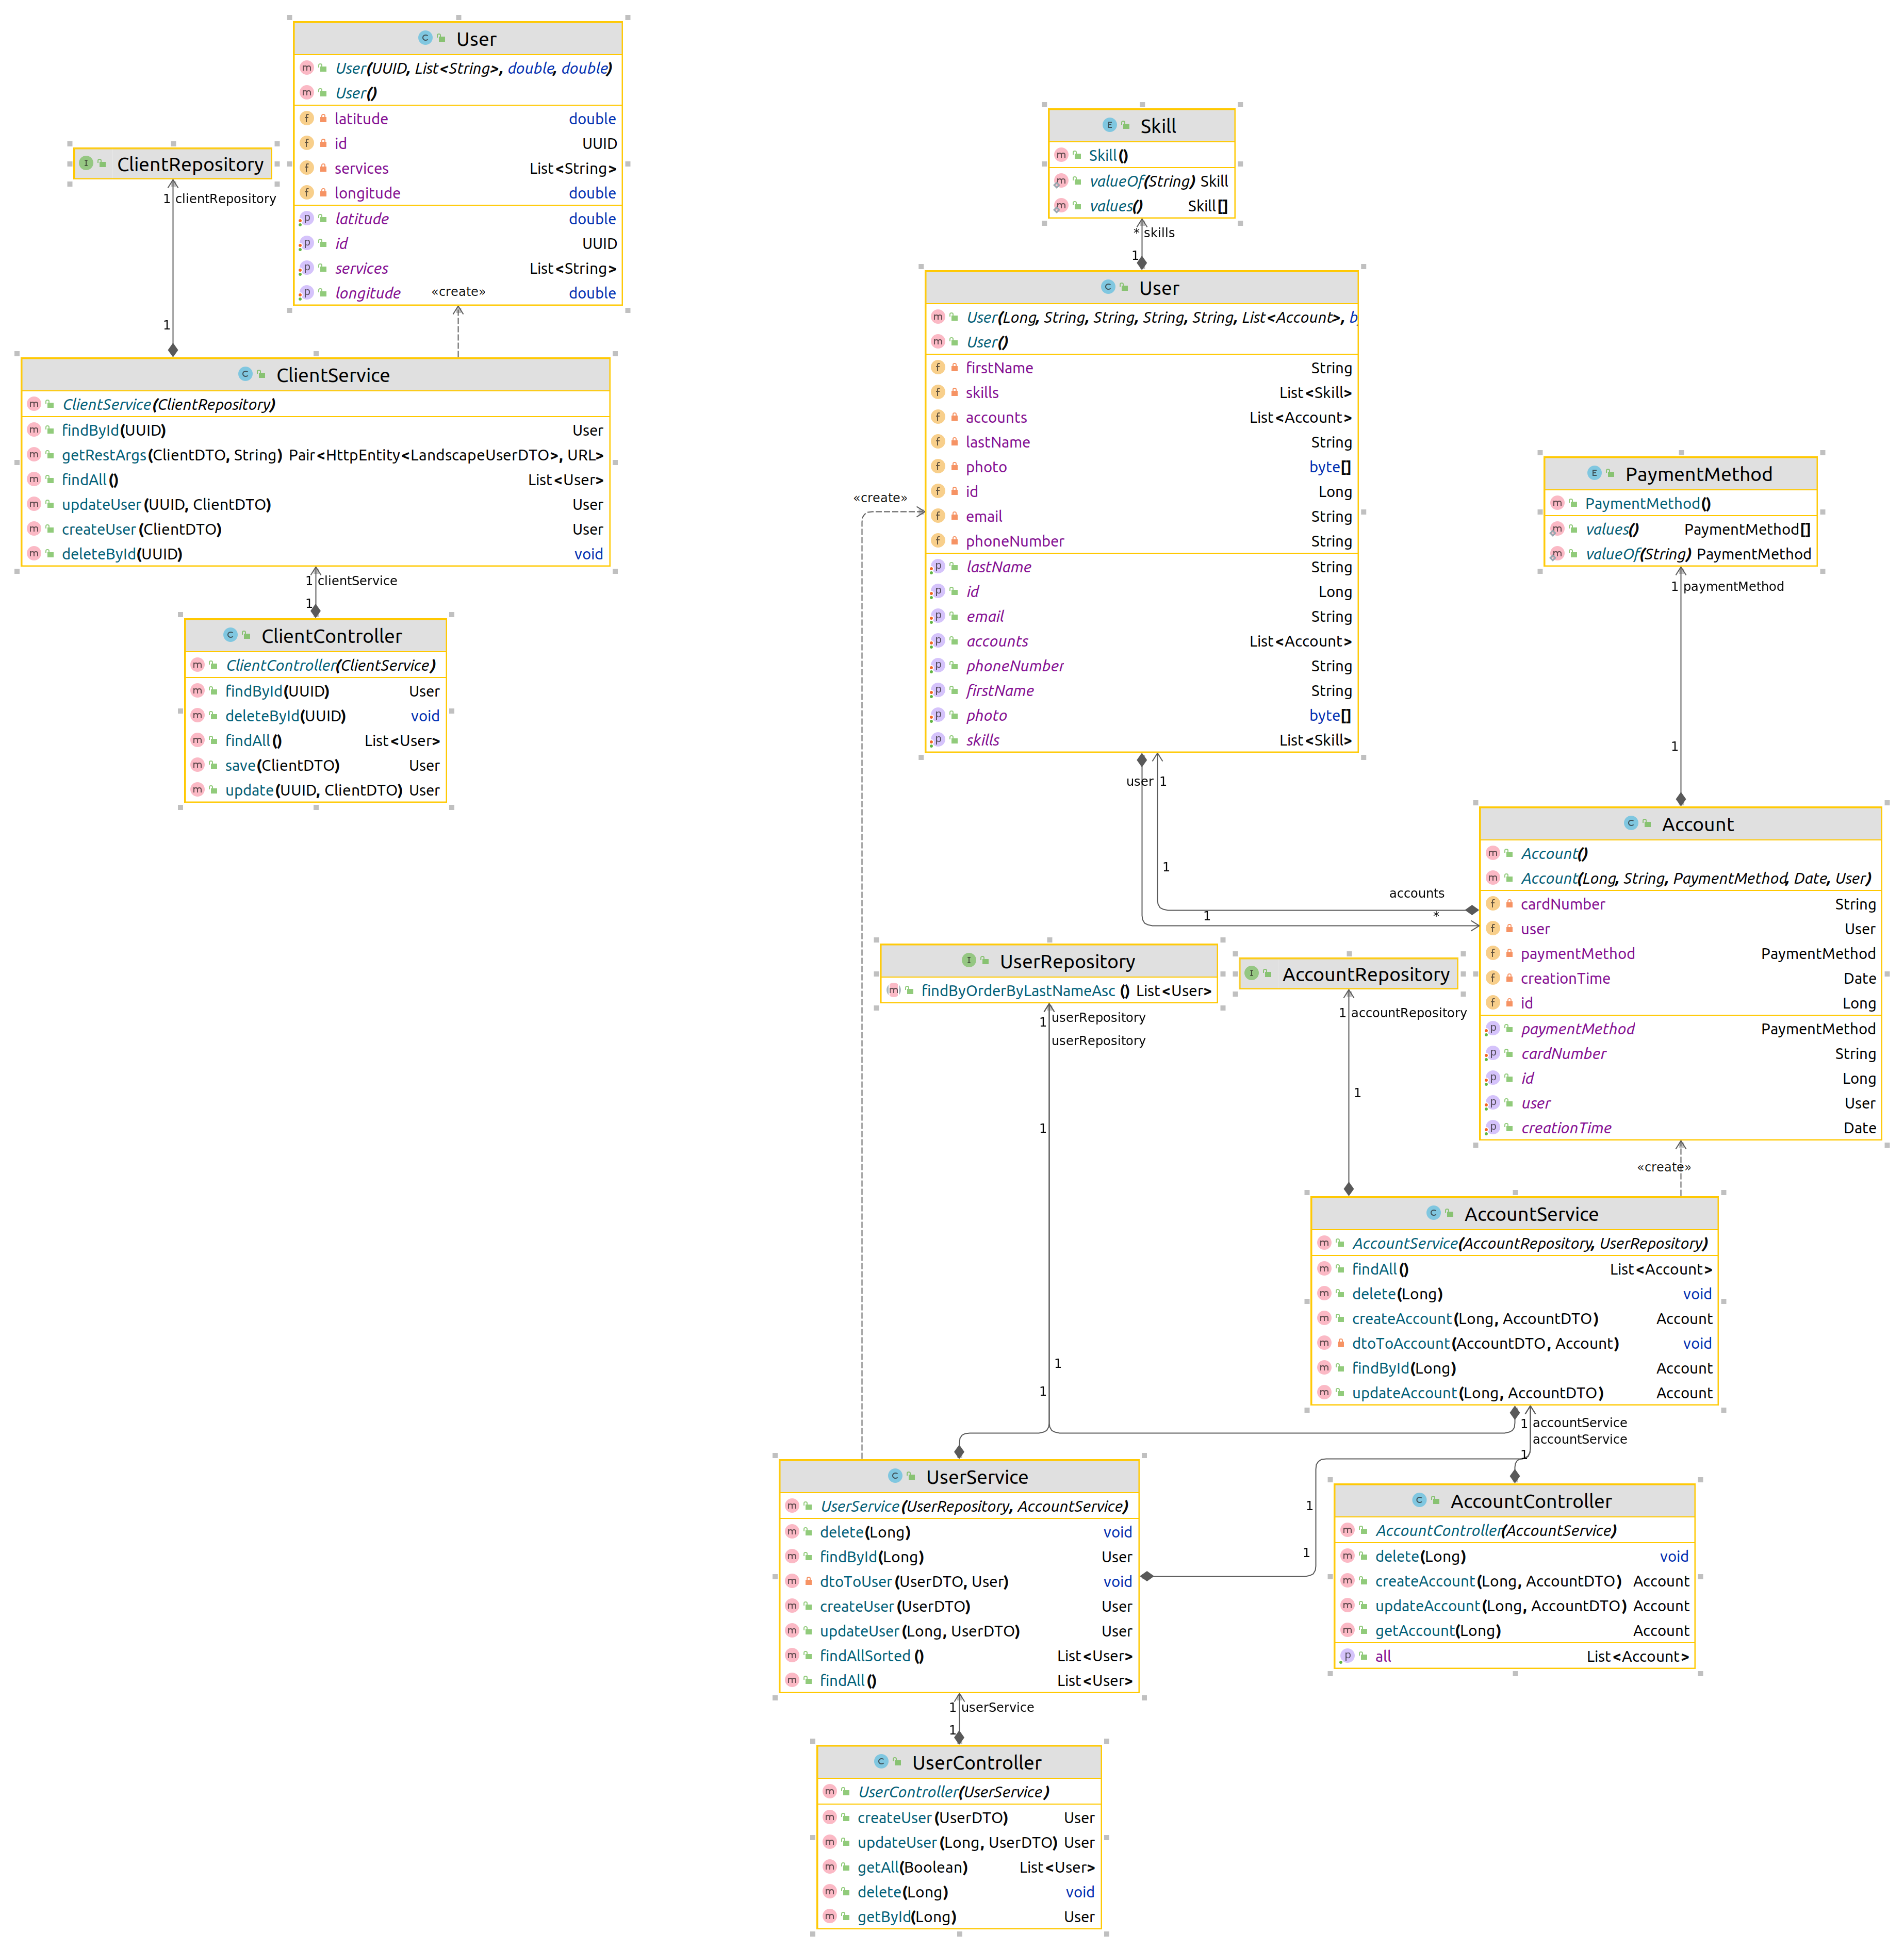 User
User(UUID, List<String>, double, double)
User()
latitude double
id UUID
services List<String>
longitude double
latitude double
id UUID
services List<String>
longitude double
«create»
ClientRepository
1 clientRepository
1
ClientService
ClientService(ClientRepository)
findById(UUID) User
getRestArgs(ClientDTO, String) Pair<HttpEntity<LandscapeUserDTO>, URL>
findAll() List<User>
updateUser(UUID, ClientDTO) User
createUser(ClientDTO) User
deleteById(UUID) void
1 clientService
1
ClientController
ClientController(ClientService)
findById(UUID) User
deleteById(UUID) void
findAll() List<User>
save(ClientDTO) User
update(UUID, ClientDTO) User
Skill
Skill()
valueOf(String) Skill
values() Skill[]
* skills
1
User
User(Long, String, String, String, String, List<Account>, b
User()
firstName String
skills List<Skill>
accounts List<Account>
lastName String
photo byte[]
id Long
email String
phoneNumber String
lastName String
id Long
email String
accounts List<Account>
phoneNumber String
firstName String
photo byte[]
skills List<Skill>
«create»
user 1
1
accounts
1 *
PaymentMethod
PaymentMethod()
values() PaymentMethod[]
valueOf(String) PaymentMethod
1 paymentMethod
1
Account
Account()
Account(Long, String, PaymentMethod, Date, User)
cardNumber String
user User
paymentMethod PaymentMethod
creationTime Date
id Long
paymentMethod PaymentMethod
cardNumber String
id Long
user User
creationTime Date
«create»
UserRepository
findByOrderByLastNameAsc () List<User>
1 userRepository
userRepository
1
1
1
AccountRepository
1 accountRepository
1
AccountService
AccountService(AccountRepository, UserRepository)
findAll() List<Account>
delete(Long) void
createAccount(Long, AccountDTO) Account
dtoToAccount(AccountDTO, Account) void
findById(Long) Account
updateAccount(Long, AccountDTO) Account
1 accountService
accountService
1
1
1
UserService
UserService(UserRepository, AccountService)
delete(Long) void
findById(Long) User
dtoToUser(UserDTO, User) void
createUser(UserDTO) User
updateUser(Long, UserDTO) User
findAllSorted () List<User>
findAll() List<User>
AccountController
AccountController(AccountService)
delete(Long) void
createAccount(Long, AccountDTO) Account
updateAccount(Long, AccountDTO) Account
getAccount(Long) Account
all List<Account>
1 userService
1
UserController
UserController(UserService)
createUser(UserDTO) User
updateUser(Long, UserDTO) User
getAll(Boolean) List<User>
delete(Long) void
getById(Long) User